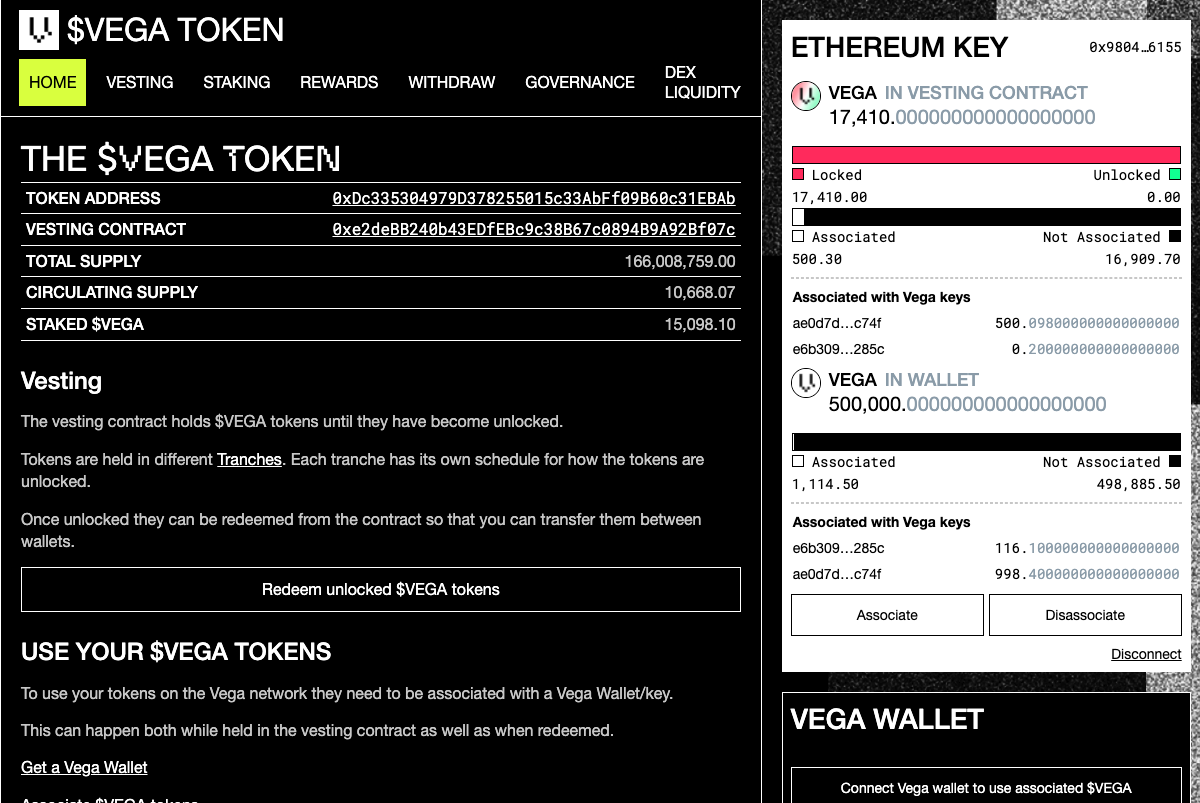 $VEGA TOKEN
HOME VESTING STAKING REWARDS WITHDRAW GOVERNANCE DEX LIQUIDITY
THE $VEGA TOKEN
TOKEN ADDRESS 0xDc335304979D378255015c33AbFf09B60c31EBAb
VESTING CONTRACT 0xe2deBB240b43EDfEBc9c38B67c0894B9A92Bf07c
TOTAL SUPPLY 166,008,759.00
CIRCULATING SUPPLY 10,668.07
STAKED $VEGA 15,098.10
Vesting
The vesting contract holds $VEGA tokens until they have become unlocked.
Tokens are held in different Tranches. Each tranche has its own schedule for how the tokens are
unlocked.
Once unlocked they can be redeemed from the contract so that you can transfer them between
wallets.
Redeem unlocked $VEGA tokens
USE YOUR $VEGA TOKENS
To use your tokens on the Vega network they need to be associated with a Vega Wallet/key.
This can happen both while held in the vesting contract as well as when redeemed.
Get a Vega Wallet
Associate $VEGA tokens
ETHEREUM KEY 0x9804…6155
VEGA IN VESTING CONTRACT
17,410.000000000000000000
Locked Unlocked
17,410.00 0.00
Associated Not Associated
500.30 16,909.70
Associated with Vega keys
ae0d7d…c74f 500.098000000000000000
e6b309…285c 0.200000000000000000
VEGA IN WALLET
500,000.000000000000000000
Associated Not Associated
1,114.50 498,885.50
Associated with Vega keys
e6b309…285c 116.100000000000000000
ae0d7d…c74f 998.400000000000000000
Associate Disassociate
Disconnect
VEGA WALLET
Connect Vega wallet to use associated $VEGA